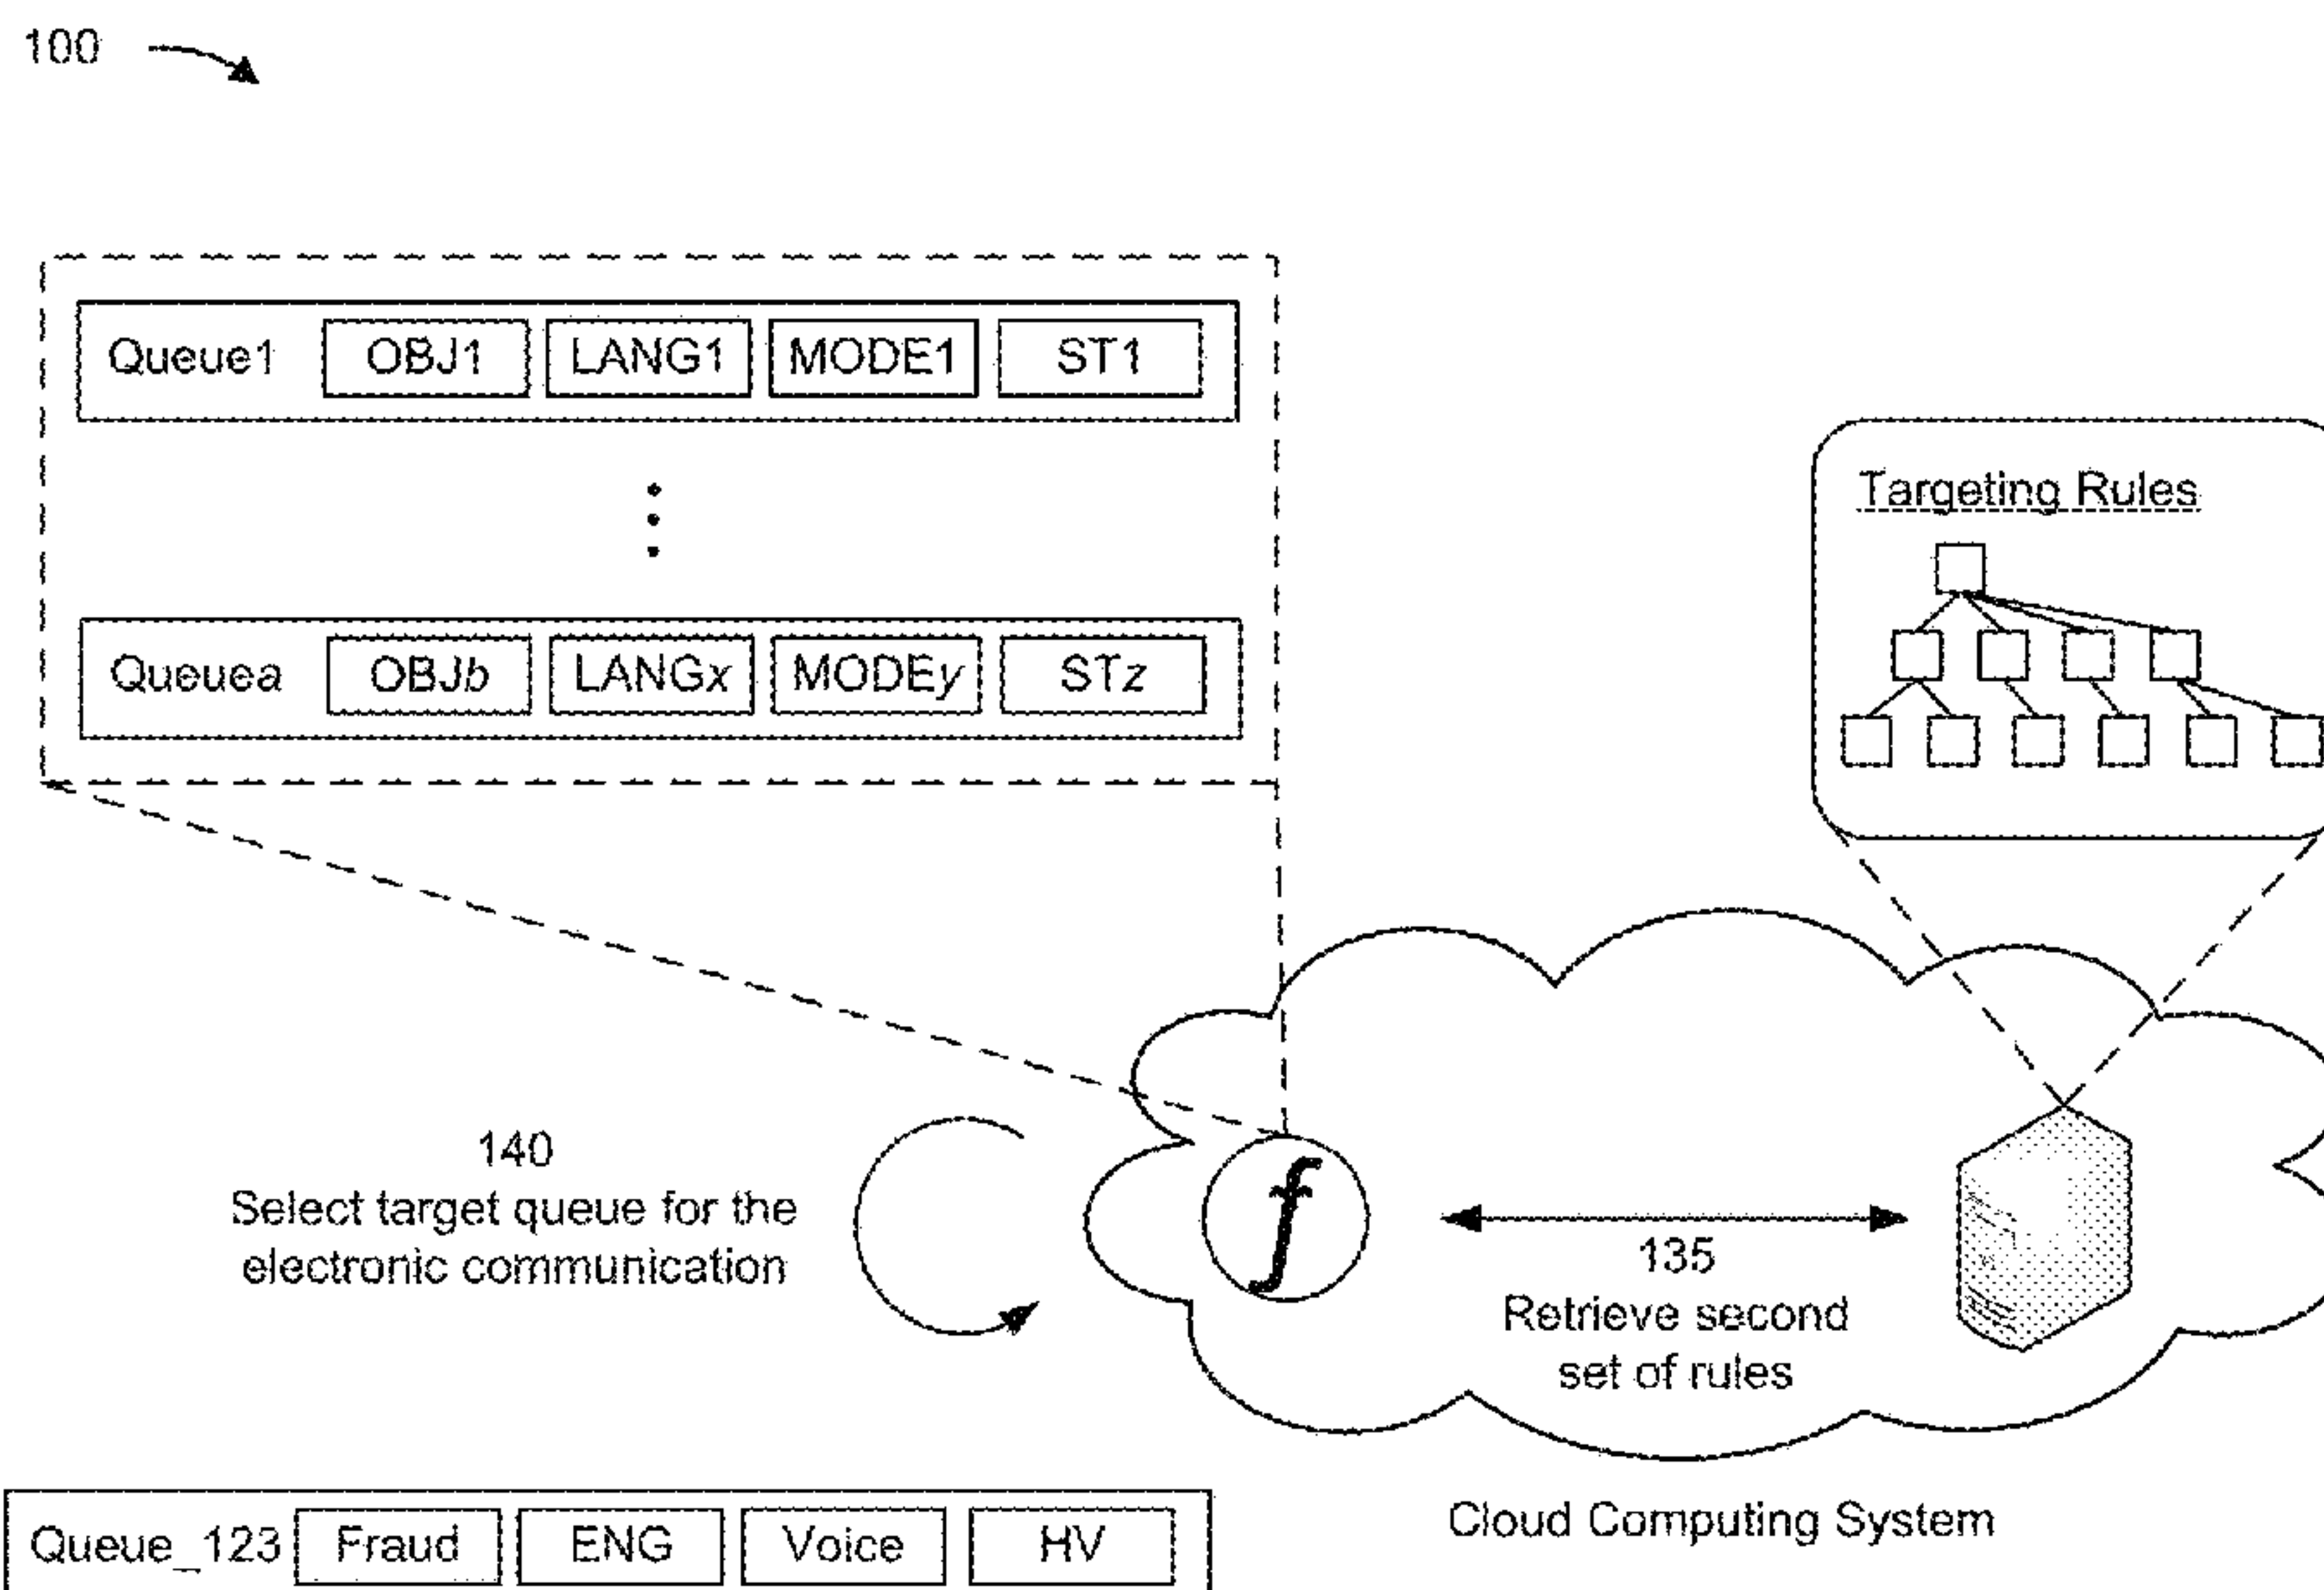 100
Queue1 OBJ1 LANG1 MODE1 ST1
Queuea OBJb LANGx MODEy STz
Targeting Rules
140
Select target queue for the
electronic communication
f
135
Retrieve second
set of rules
Cloud Computing System
Queue_123 Fraud ENG Voice HV